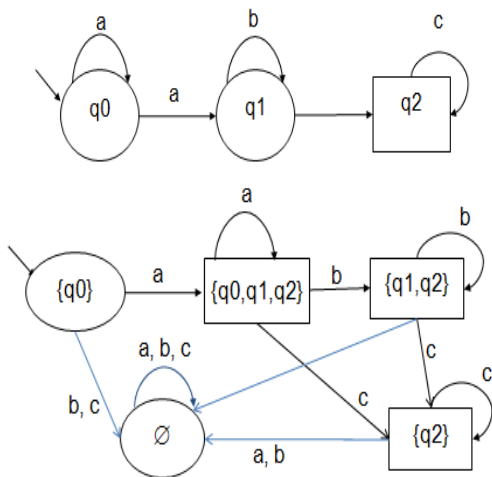 a
b
c
q0
a
q1
q2
a
b
{q0}
a
{q0,q1,q2}
b
{q1,q2}
a, b, c
c
c
b, c
∅
c
{q2}
a, b